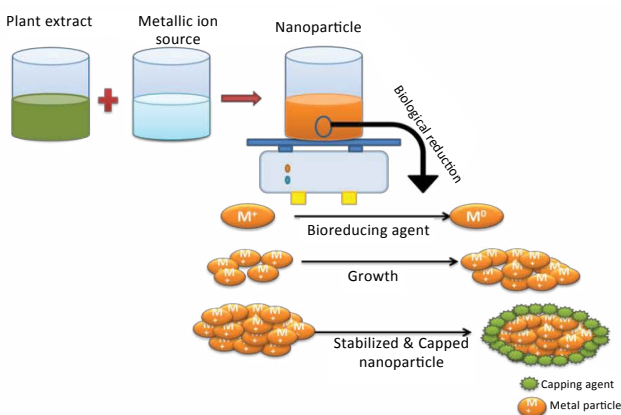 Plant extract
Metallic ion
source
Nanoparticle
Biological reduction
M+
M0
Bioreducing agent
Growth
Stabilized & Capped
nanoparticle
Capping agent
M+
Metal particle